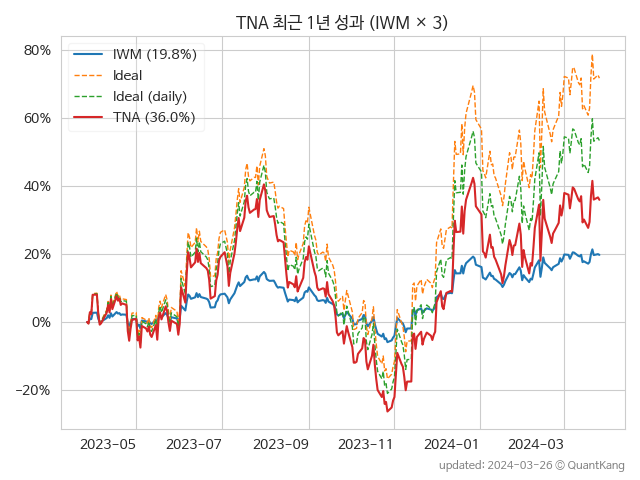 TNA 최근 1년 성과 (IWM × 3)
IWM (19.8%)
Ideal
Ideal (daily)
TNA (36.0%)
80%
60%
40%
20%
0%
−20%
2023-05 2023-07 2023-09 2023-11 2024-01 2024-03
updated: 2024-03-26 © QuantKang